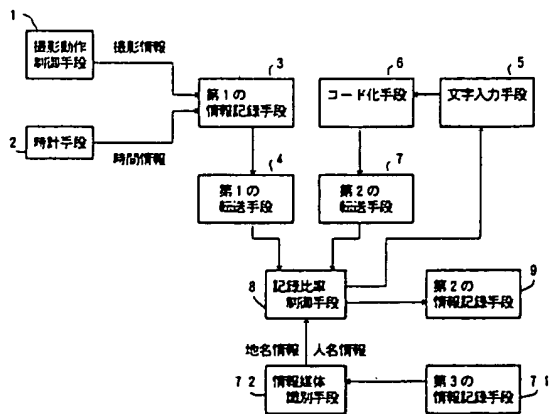 1
撮影動作
制御手段
撮影情報
2
時計手段
時間情報
3
第1の
情報記録手段
6
コード化手段
5
文字入力手段
4
第1の
転送手段
7
第2の
転送手段
8
記録比率
制御手段
9
第2の
情報記録手段
地名情報
人名情報
72
情報媒体
識別手段
第3の
情報記録手段